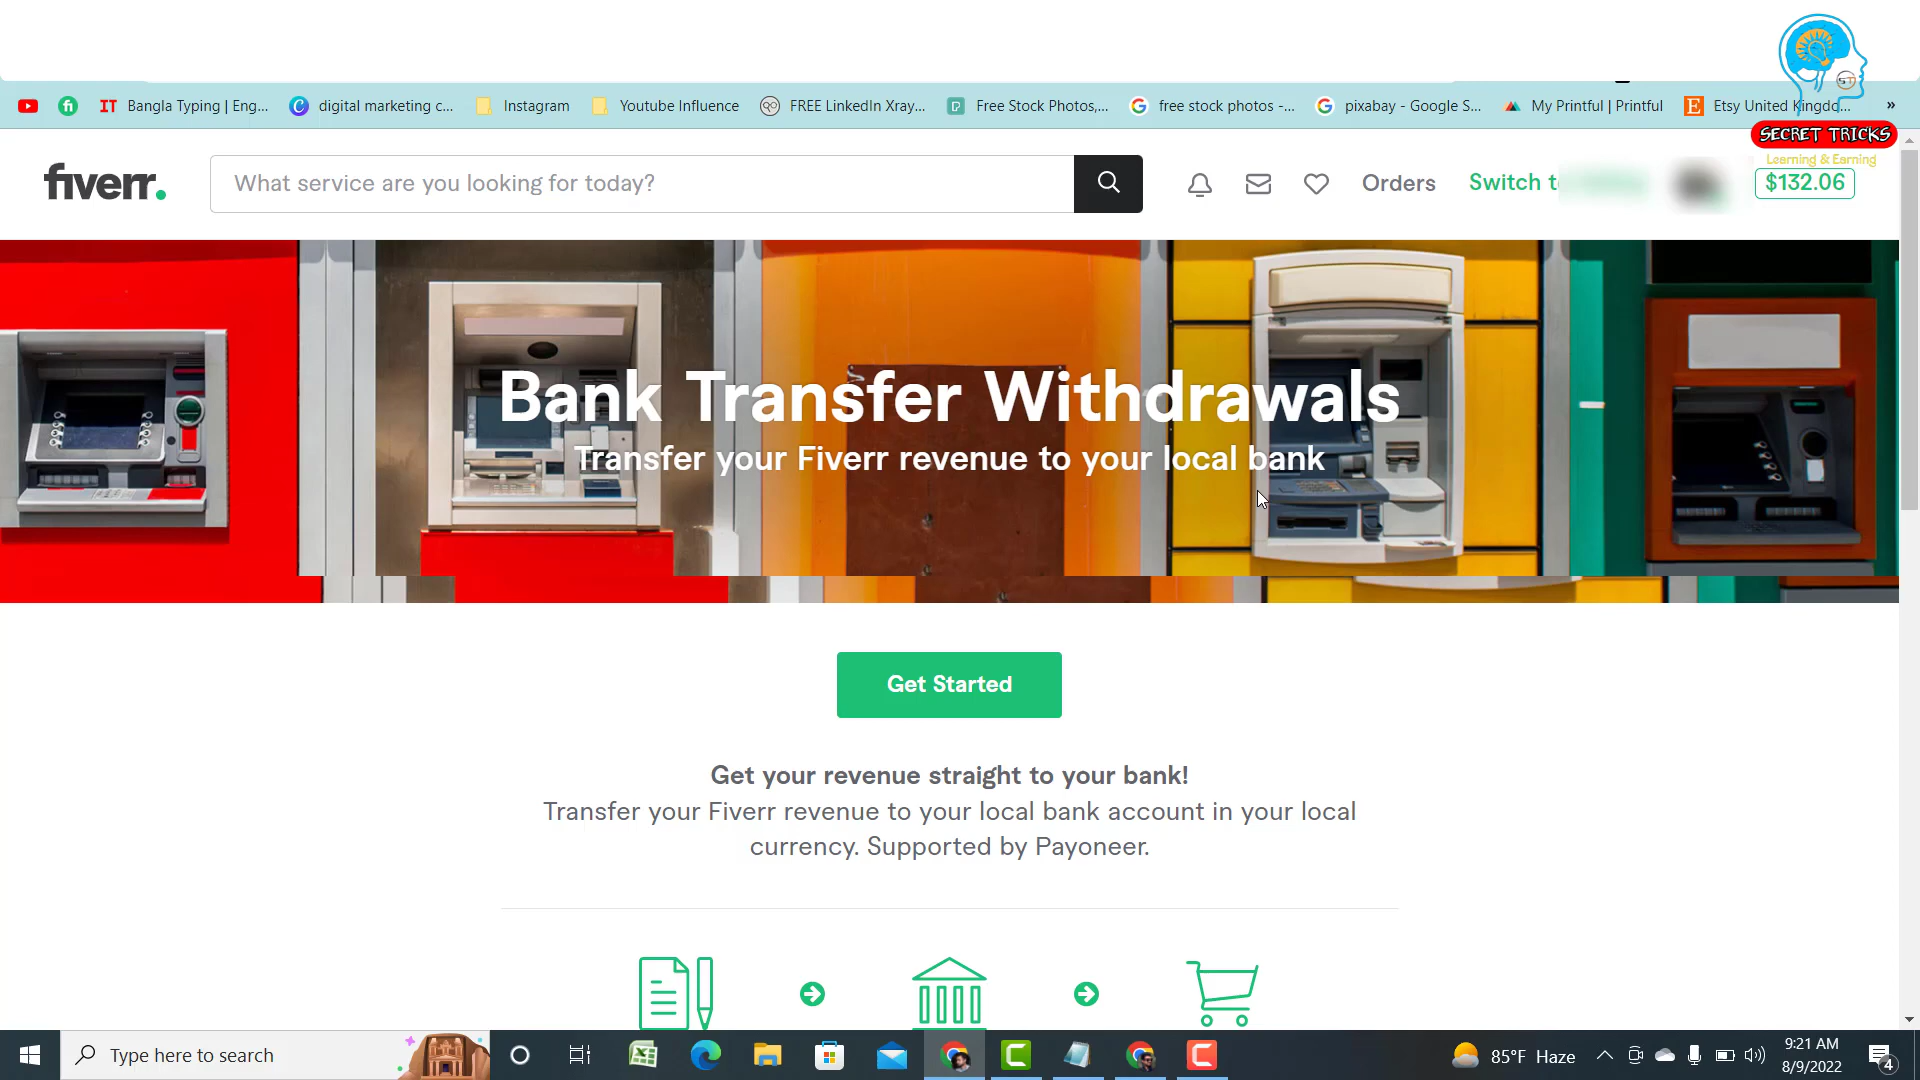 IT Bangla Typing | Eng... digital marketing c... Instagram Youtube Influence FREE LinkedIn Xray... Free Stock Photos,... free stock photos -... pixabay - Google S... My Printful | Printful Etsy United Kingdo... »
SECRET TRICKS
Learning & Earning
fiverr. What service are you looking for today? Orders Switch t $132.06
Bank Transfer Withdrawals
Transfer your Fiverr revenue to your local bank
Get Started
Get your revenue straight to your bank!
Transfer your Fiverr revenue to your local bank account in your local
currency. Supported by Payoneer.
Type here to search 85°F Haze 9:21 AM
8/9/2022 4